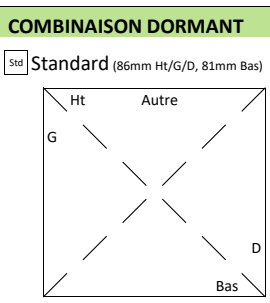 COMBINAISON DORMANT
Std Standard (86mm Ht/G/D, 81mm Bas)
Ht Autre
G
D
Bas